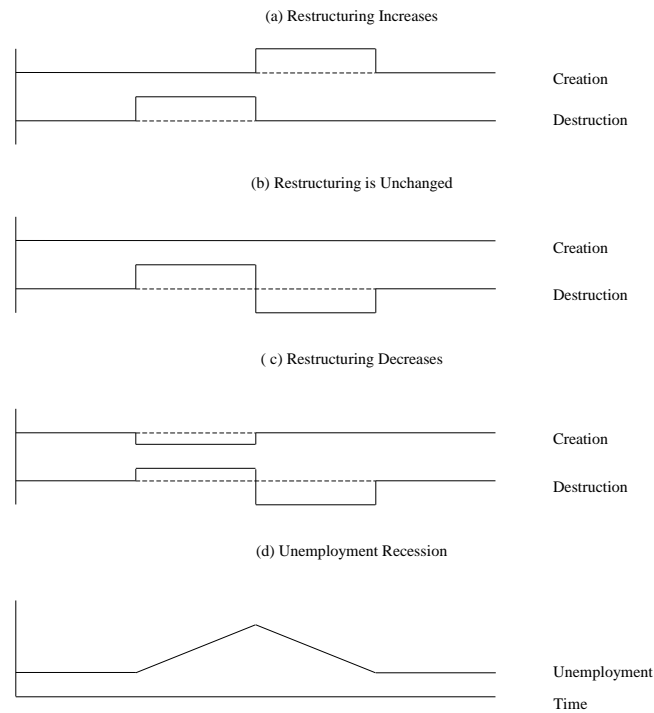 (a) Restructuring Increases
Creation
Destruction
(b) Restructuring is Unchanged
Creation
Destruction
( c) Restructuring Decreases
Creation
Destruction
(d) Unemployment Recession
Unemployment
Time